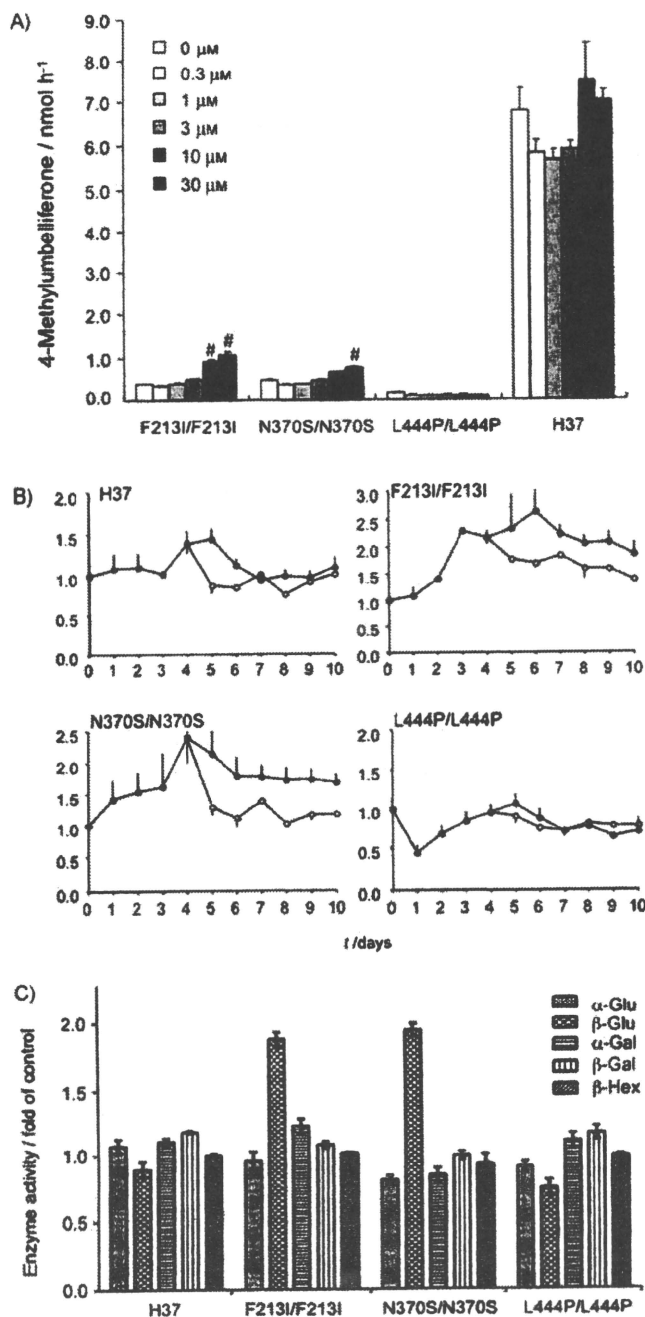 A)
4-Methylumbelliferone / nmol h⁻¹
9.0
8.0
7.0
6.0
5.0
4.0
3.0
2.0
1.0
0.0
0 μM
0.3 μM
1 μM
3 μM
10 μM
30 μM
# #
#
F213I/F213I N370S/N370S L444P/L444P H37
B)
H37
2.0
1.5
1.0
0.5
0.0
0 1 2 3 4 5 6 7 8 9 10
F213I/F213I
3.0
2.5
2.0
1.5
1.0
0.5
0.0
0 1 2 3 4 5 6 7 8 9 10
N370S/N370S
2.5
2.0
1.5
1.0
0.5
0.0
0 1 2 3 4 5 6 7 8 9 10
L444P/L444P
2.0
1.5
1.0
0.5
0.0
0 1 2 3 4 5 6 7 8 9 10
t /days
C)
Enzyme activity / fold of control
2.0
1.5
1.0
0.5
0.0
α-Glu
β-Glu
α-Gal
β-Gal
β-Hex
H37 F213I/F213I N370S/N370S L444P/L444P